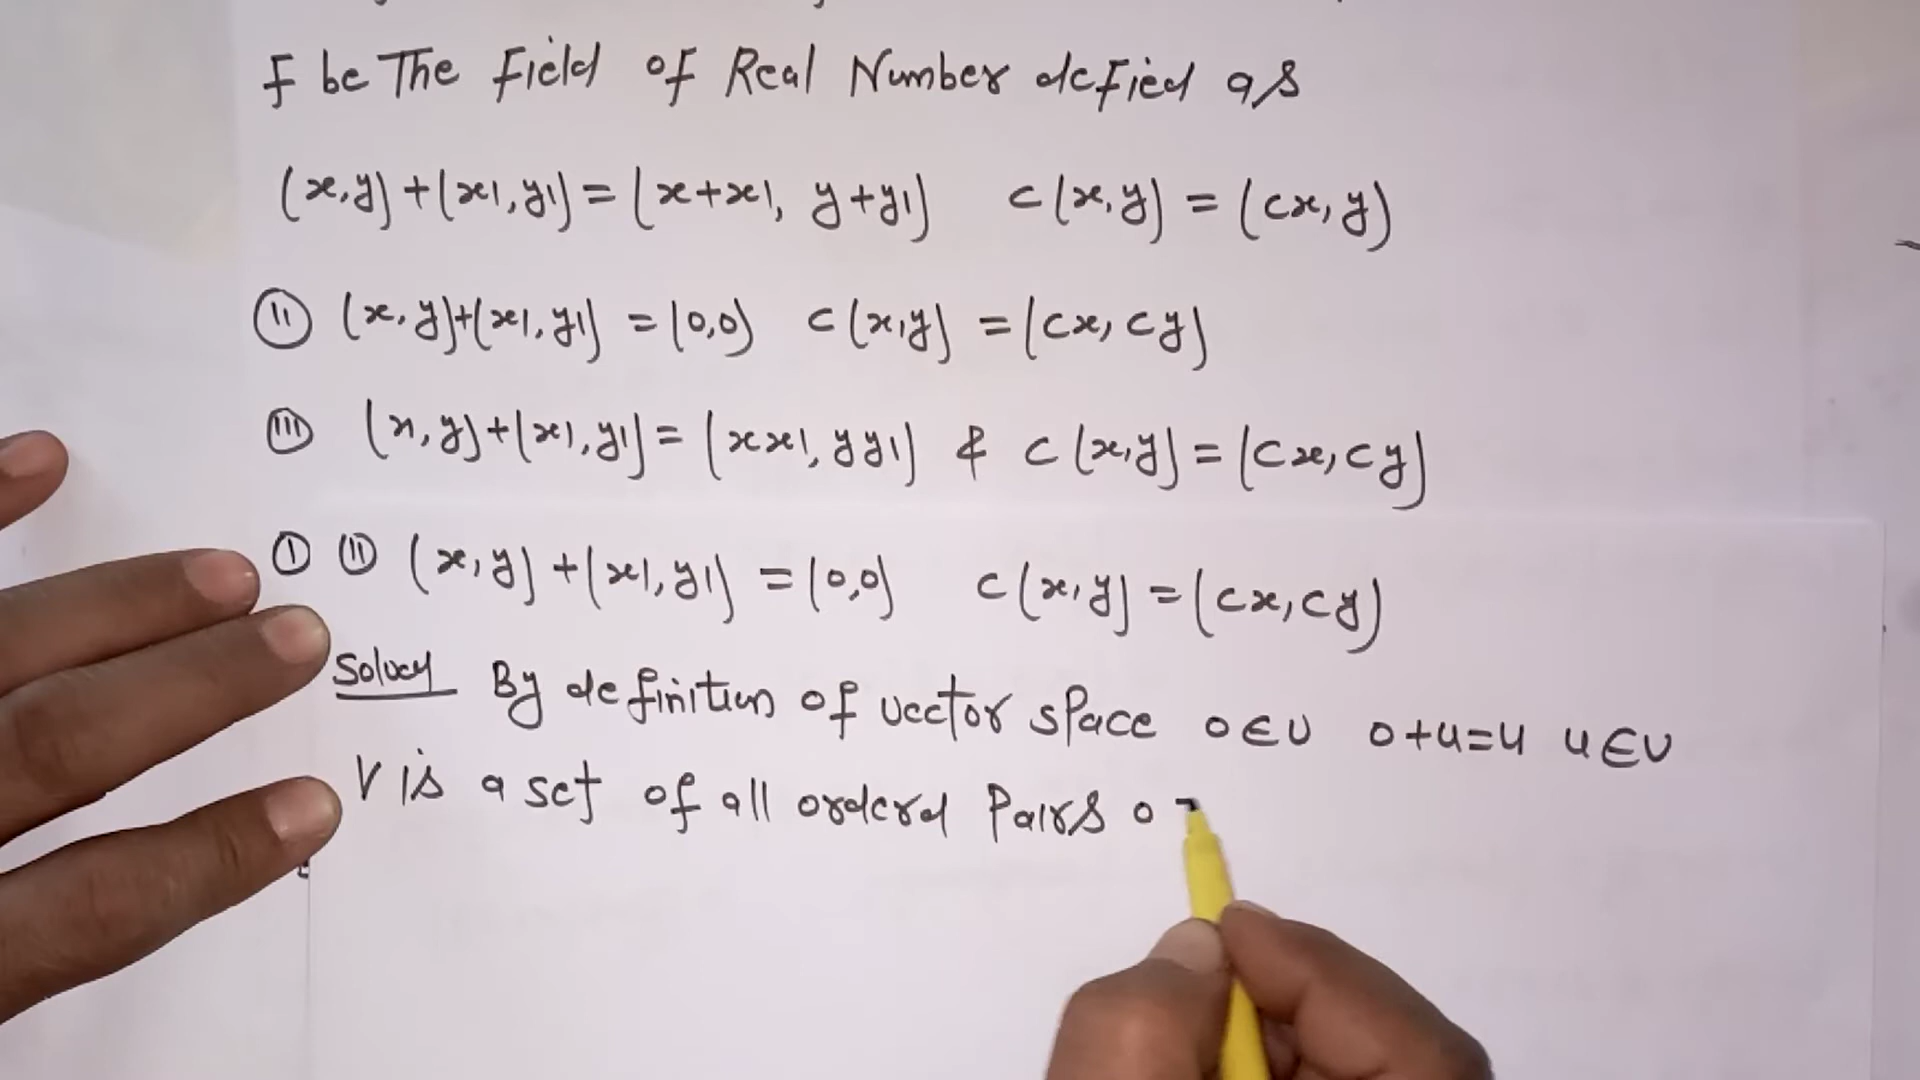 F be The Field of Real Number defied as
(x,y)+(x1,y1)=(x+x1, y+y1) c(x,y)=(cx,y)
(ii) (x,y)+(x1,y1)=(0,0) c(x,y)=(cx,cy)
(iii) (x,y)+(x1,y1)=(xx1,yy1) & c(x,y)=(cx,cy)
(i) (ii) (x,y)+(x1,y1)=(0,0) c(x,y)=(cx,cy)
By definition of vector space 0∈V 0+u=u u∈V
V is a set of all orderd Pairs o